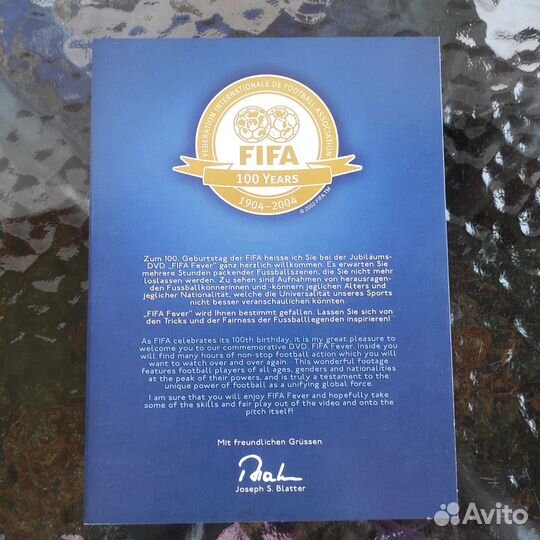 FEDERATION INTERNATIONALE DE FOOTBALL ASSOCIATION
FIFA
100 YEARS
1904-2004
© 2002 FIFA TM
Zum 100. Geburtstag der FIFA heisse ich Sie bei der Jubiläums-
DVD „FIFA Fever" ganz herzlich willkommen. Es erwarten Sie
mehrere Stunden packender Fussballszenen, die Sie nicht mehr
loslassen werden. Zu sehen sind Aufnahmen von herausragen-
den Fussballkönnerinnen und -könnern jeglichen Alters und
jeglicher Nationalität, welche die Universalität unseres Sports
nicht besser veranschaulichen könnten.
„FIFA Fever" wird Ihnen bestimmt gefallen. Lassen Sie sich von
den Tricks und der Fairness der Fussballlegenden inspirieren!
As FIFA celebrates its 100th birthday, it is my great pleasure to
welcome you to our commemorative DVD, FIFA Fever. Inside you
will find many hours of non-stop football action which you will
want to watch over and over again. This wonderful footage
features football players of all ages, genders and nationalities
at the peak of their powers, and is truly a testament to the
unique power of football as a unifying global force.
I am sure that you will enjoy FIFA Fever and hopefully take
some of the skills and fair play out of the video and onto the
pitch itself!
Mit freundlichen Grüssen
Joseph S. Blatter
Avito